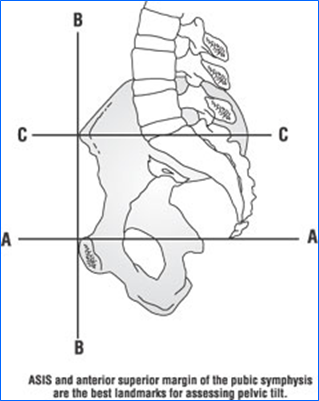 B
C C
A A
B
ASIS and anterior superior margin of the pubic symphysis
are the best landmarks for assessing pelvic tilt.